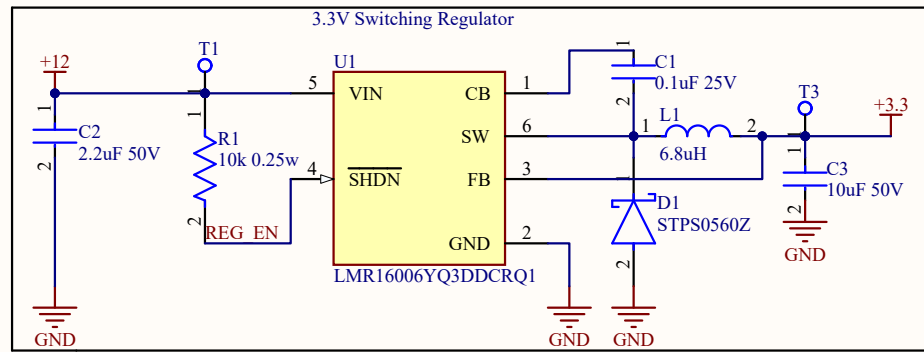 3.3V Switching Regulator
+12
T1
U1
1
C1
0.1uF 25V
2
5
VIN
CB
1
T3
+3.3
1
C2
2.2uF 50V
2
1
R1
10k 0.25w
2
SW
6
1
L1
2
6.8uH
4
SHDN
FB
3
1
C3
10uF 50V
2
GND
REG_EN
1
D1
STPS0560Z
2
GND
2
LMR16006YQ3DDCRQ1
GND
GND
GND